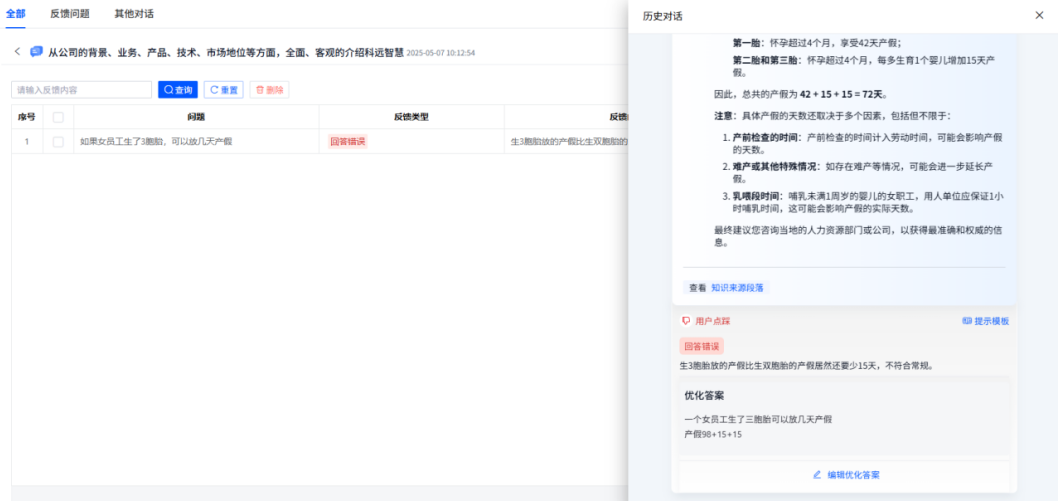 全部 反馈问题 其他对话
从公司的背景、业务、产品、技术、市场地位等方面，全面、客观的介绍科远智慧 2025-05-07 10:12:54
请输入反馈内容 查询 重置 删除
序号 问题 反馈类型 反馈
1 如果女员工生了3胞胎，可以放几天产假 回答错误 生3胞胎放的产假比生双胞胎的
历史对话
第一胎：怀孕超过4个月，享受42天产假；
第二胎和第三胎：怀孕超过4个月，每多生育1个婴儿增加15天产
假。
因此，总共的产假为 42 + 15 + 15 = 72天。
注意：具体产假的天数还取决于多个因素，包括但不限于：
1. 产前检查的时间：产前检查的时间计入劳动时间，可能会影响产假
的天数。
2. 难产或其他特殊情况：如存在难产等情况，可能会进一步延长产
假。
3. 乳喂段时间：哺乳未满1周岁的婴儿的女职工，用人单位应保证1小
时哺乳时间，这可能会影响产假的实际天数。
最终建议您咨询当地的人力资源部门或公司，以获得最准确和权威的信
息。
查看 知识来源段落
用户点踩 提示模板
回答错误
生3胞胎放的产假比生双胞胎的产假居然还要少15天，不符合常规。
优化答案
一个女员工生了三胞胎可以放几天产假
产假98+15+15
编辑优化答案